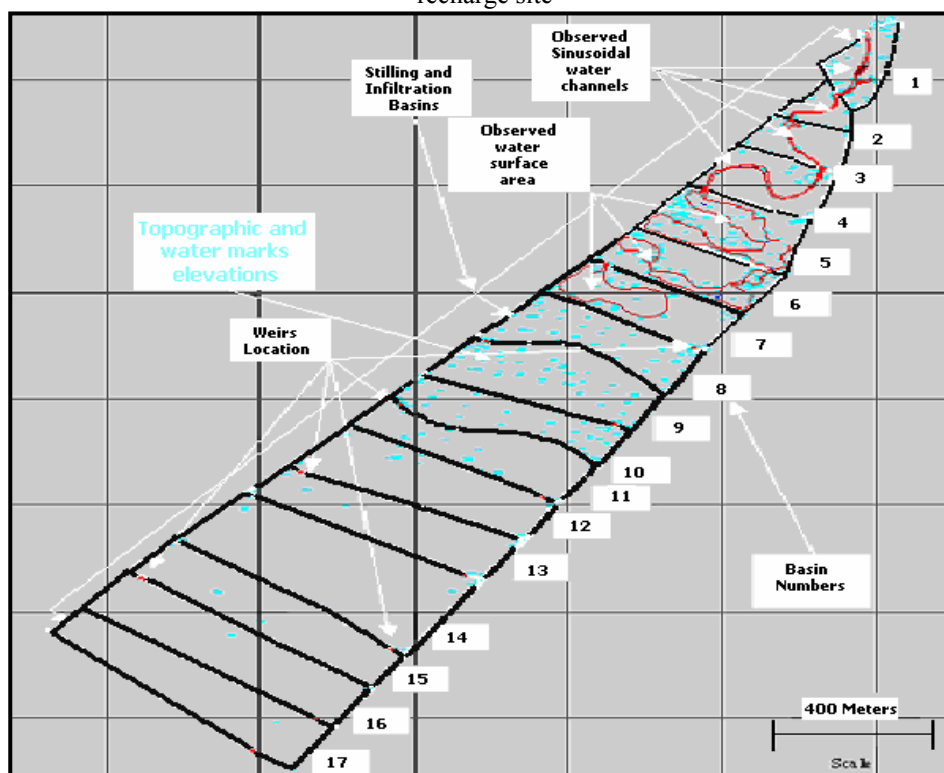 recharge site
Observed
Sinusoidal
water
channels
Stilling and
Infiltration
Basins
Observed
water
surface
area
Topographic and
water marks
elevations
Weirs
Location
1
2
3
4
5
6
7
8
9
10
11
12
13
14
15
16
17
Basin
Numbers
400 Meters
Scale